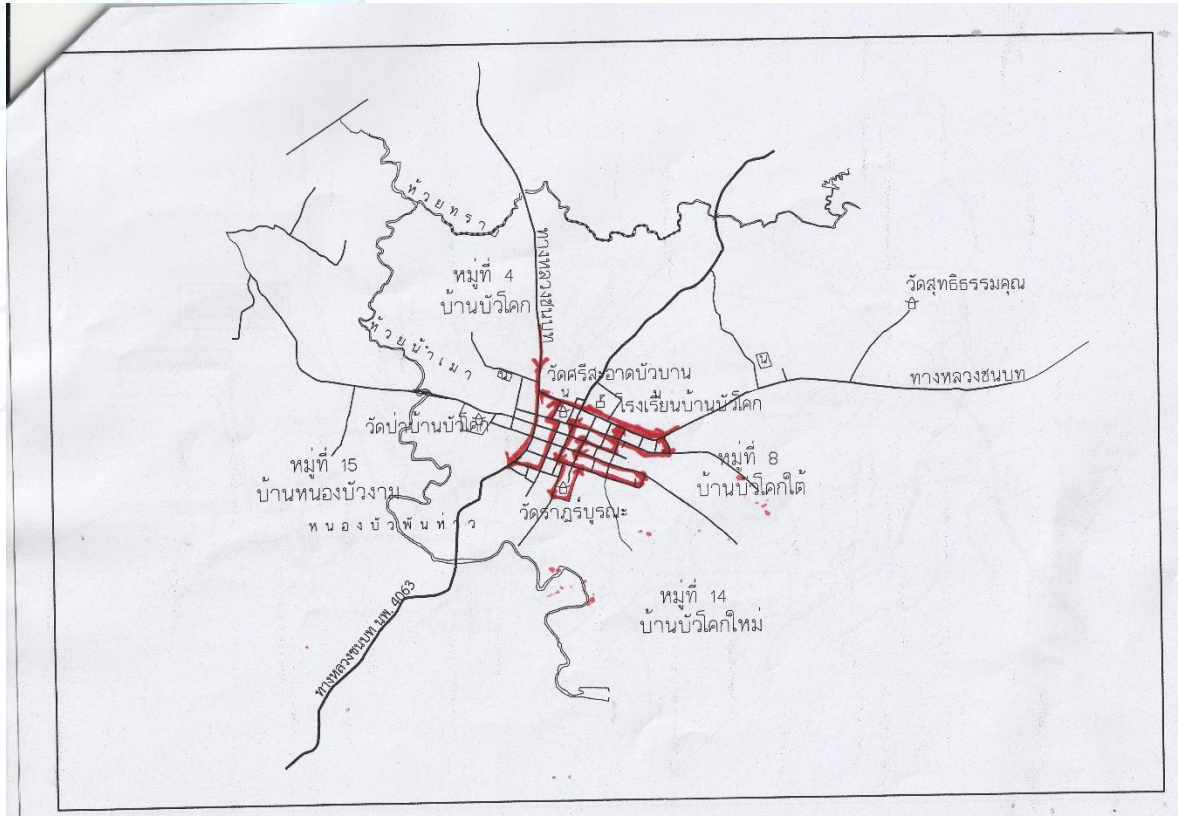 ห้วยทราย
ทางหลวงชนบท
หมู่ที่ 4
บ้านบัวโคก
วัดสุทธิธรรมคุณ
ห้วยน้ำเมา
วัดศรีสะอาดบัวบาน
โรงเรียนบ้านบัวโคก
ทางหลวงชนบท
วัดป่าบ้านบัวโคก
หมู่ที่ 15
บ้านหนองบัวงาม
หมู่ที่ 8
บ้านบัวโคกใต้
วัดราฎร์บูรณะ
หนองบัวพันท่าว
หมู่ที่ 14
บ้านบัวโคกใหม่
ทางหลวงชนบท นพ. 4063